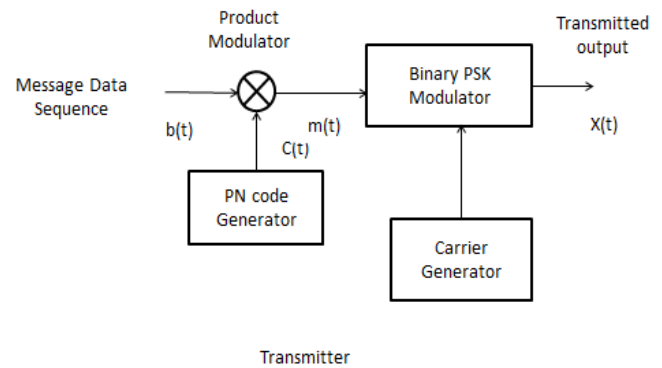 Product
Modulator
Transmitted
output
Message Data
Sequence
Binary PSK
Modulator
b(t)
m(t)
C(t)
X(t)
PN code
Generator
Carrier
Generator
Transmitter